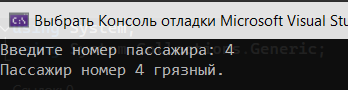 Выбрать Консоль отладки Microsoft Visual Stu
Введите номер пассажира: 4
Пассажир номер 4 грязный.